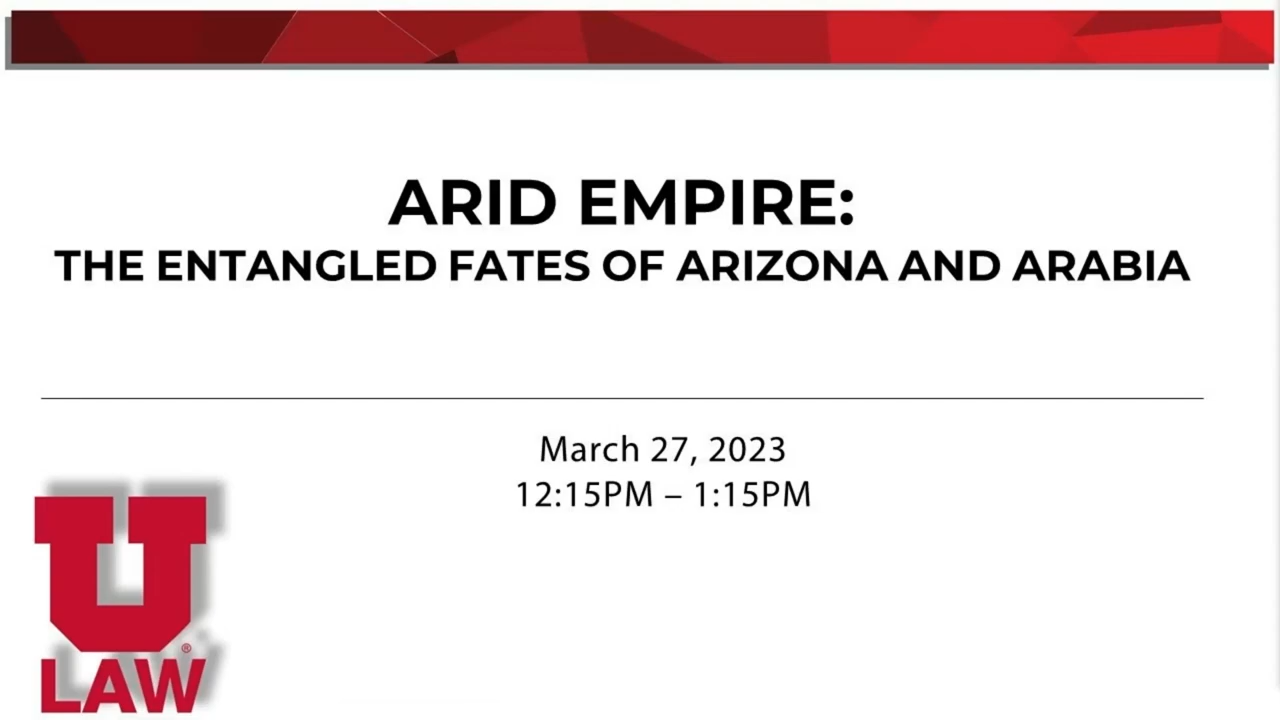 ARID EMPIRE:
THE ENTANGLED FATES OF ARIZONA AND ARABIA
March 27, 2023
12:15PM – 1:15PM
U
®
LAW